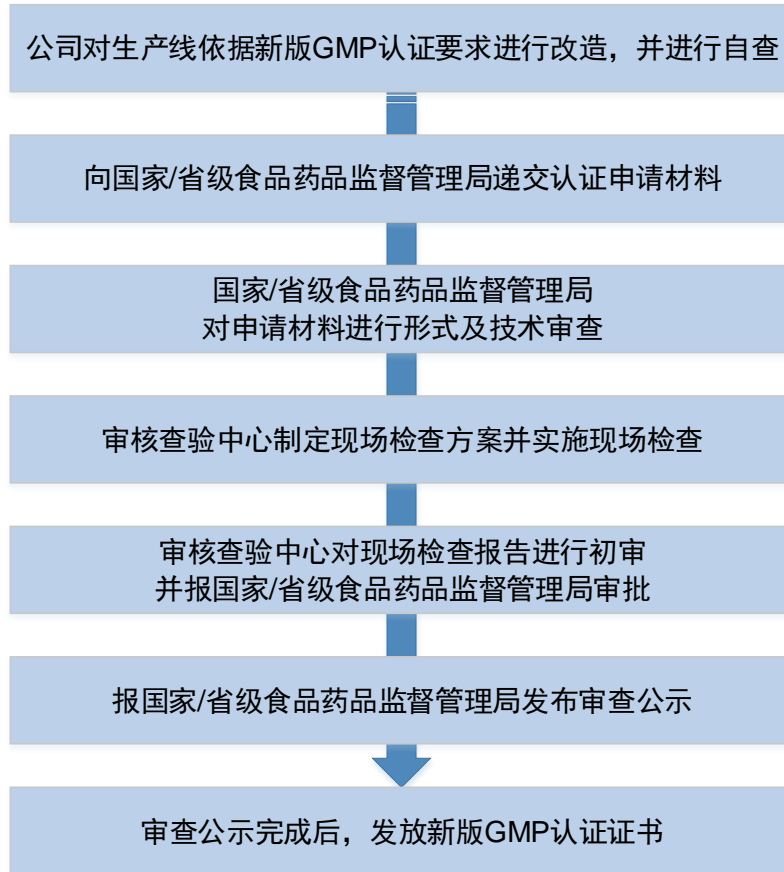 公司对生产线依据新版GMP认证要求进行改造，并进行自查
向国家/省级食品药品监督管理局递交认证申请材料
国家/省级食品药品监督管理局
对申请材料进行形式及技术审查
审核查验中心制定现场检查方案并实施现场检查
审核查验中心对现场检查报告进行初审
并报国家/省级食品药品监督管理局审批
报国家/省级食品药品监督管理局发布审查公示
审查公示完成后，发放新版GMP认证证书